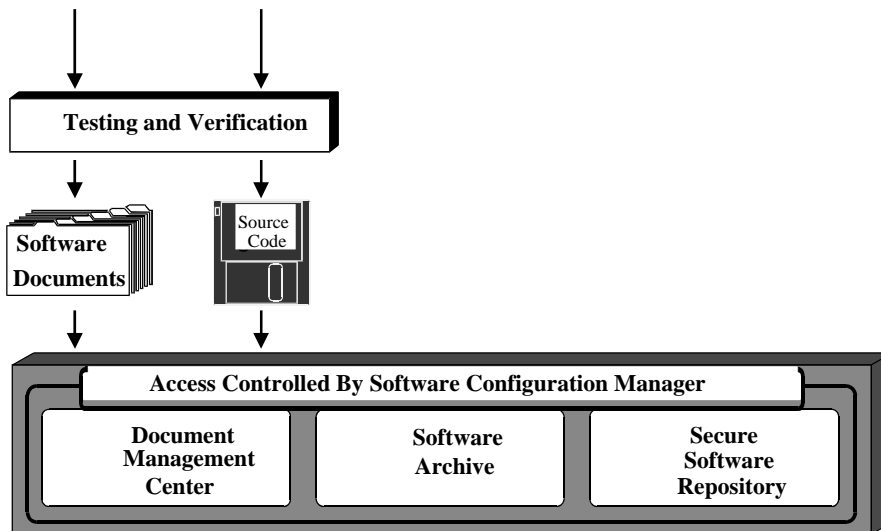 Testing and Verification
Software
Documents
Source
Code
Access Controlled By Software Configuration Manager
Document
Management
Center
Software
Archive
Secure
Software
Repository